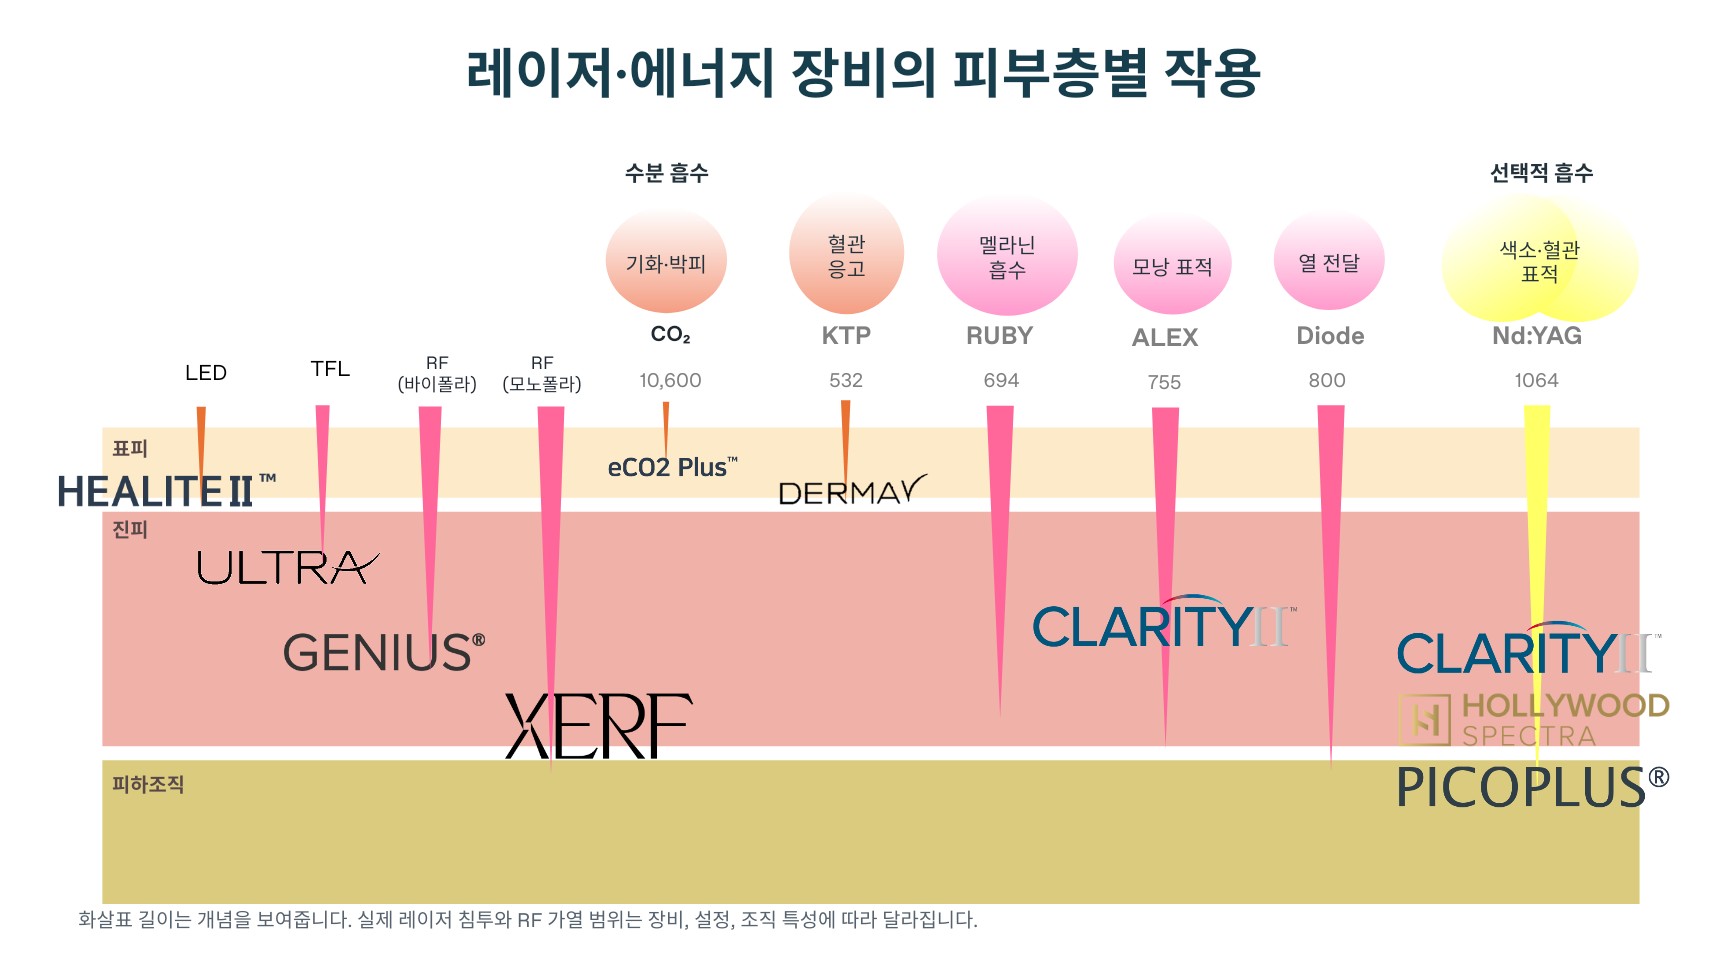 레이저·에너지 장비의 피부층별 작용
수분 흡수
선택적 흡수
기화·박피
혈관
응고
멜라닌
흡수
모낭 표적
열 전달
색소·혈관
표적
CO₂
KTP
RUBY
ALEX
Diode
Nd:YAG
LED
TFL
RF
(바이폴라)
RF
(모노폴라)
10,600
532
694
755
800
1064
표피
HEALITE II™
eCO2 Plus™
DERMAV
진피
ULTRA
GENIUS®
XERF
CLARITY II™
CLARITY II™
HOLLYWOOD
SPECTRA
피하조직
PICOPLUS®
화살표 길이는 개념을 보여줍니다. 실제 레이저 침투와 RF 가열 범위는 장비, 설정, 조직 특성에 따라 달라집니다.